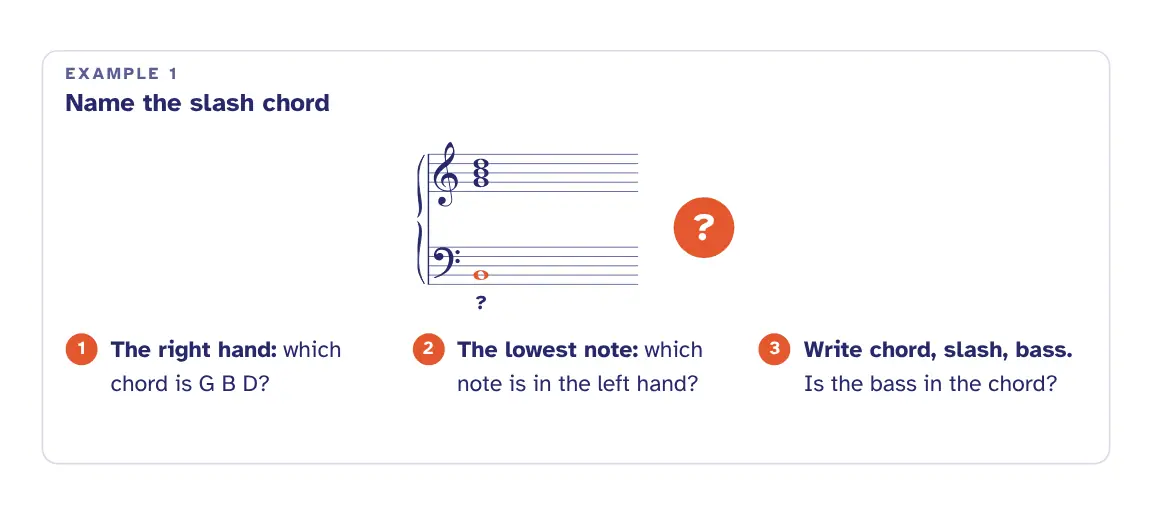 EXAMPLE 1
Name the slash chord
?
?
1
The right hand: which
chord is G B D?
2
The lowest note: which
note is in the left hand?
3
Write chord, slash, bass.
Is the bass in the chord?